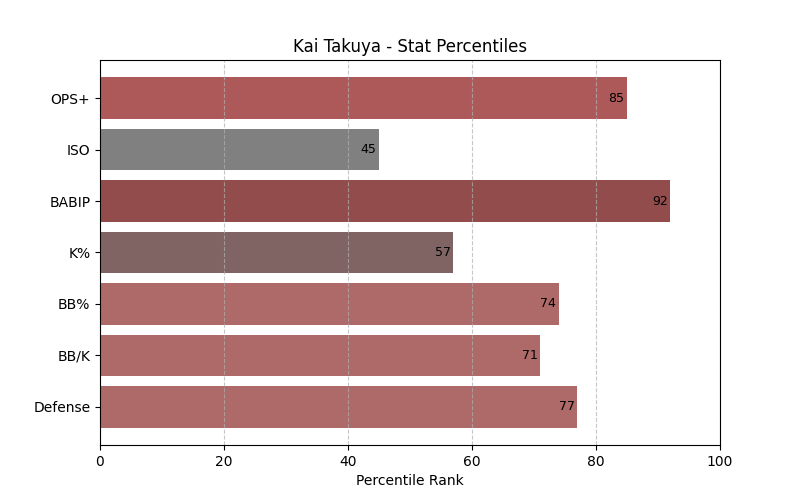 Kai Takuya - Stat Percentiles
OPS+ 85
ISO 45
BABIP 92
K% 57
BB% 74
BB/K 71
Defense 77
0 20 40 60 80 100
Percentile Rank